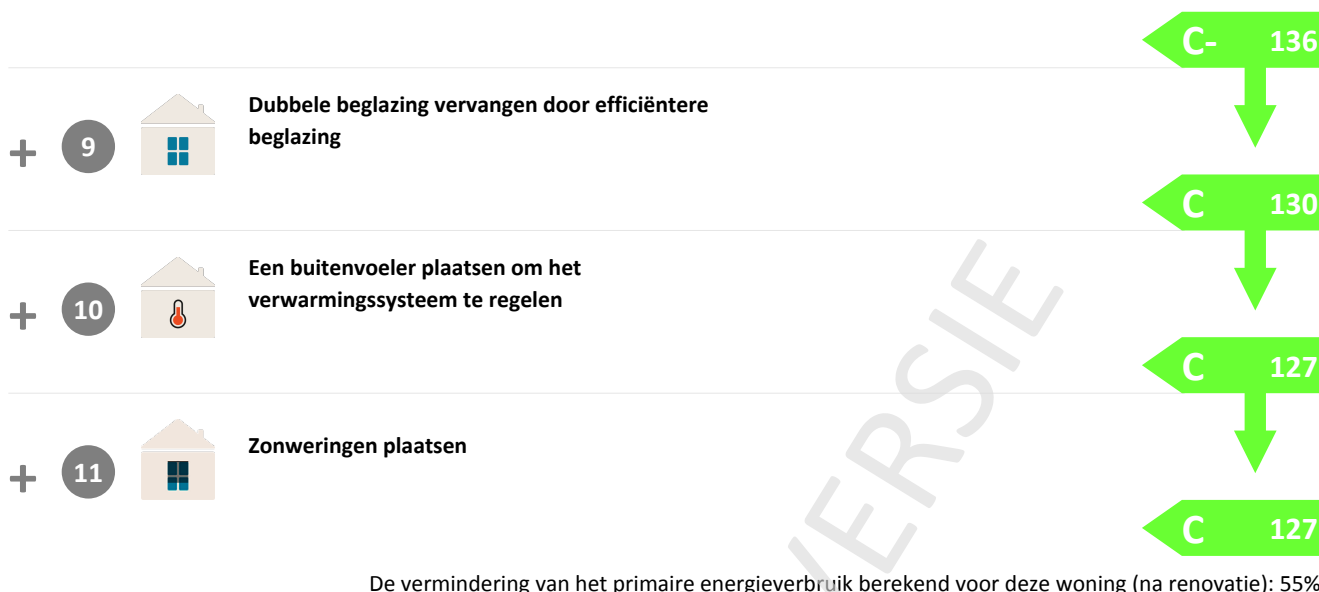 C- 136
+ 9 Dubbele beglazing vervangen door efficiëntere
beglazing
C 130
+ 10 Een buitenvoeler plaatsen om het
verwarmingssysteem te regelen
C 127
+ 11 Zonweringen plaatsen
C 127
De vermindering van het primaire energieverbruik berekend voor deze woning (na renovatie): 55%
VERSIE